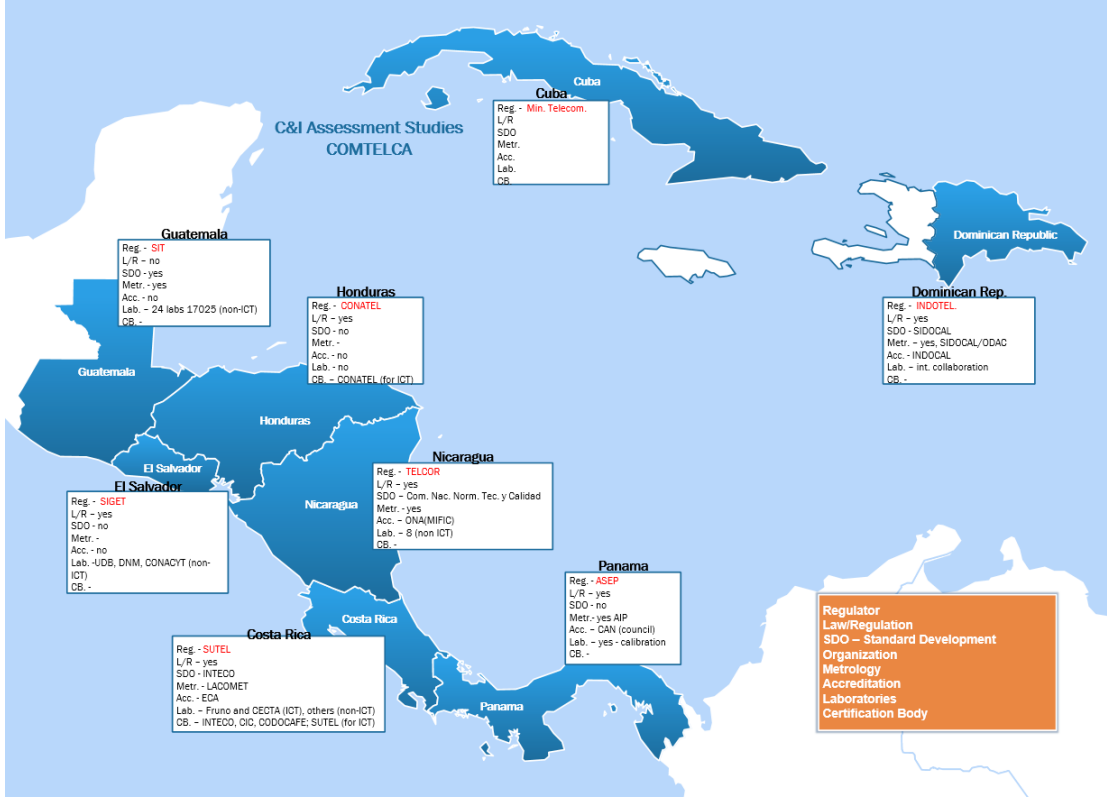 Cuba
Cuba
Reg. - Min. Telecom.
L/R
SDO
Metr.
Acc.
Lab.
CB.
C&I Assessment Studies
COMTELCA
Dominican Republic
Dominican Rep.
Reg. - INDOTEL.
L/R – yes
SDO - SIDOCAL
Metr. – yes, SIDOCAL/ODAC
Acc. - INDOCAL
Lab. – int. collaboration
CB. -
Guatemala
Reg. - SIT
L/R – no
SDO - yes
Metr. - yes
Acc. - no
Lab. – 24 labs 17025 (non-ICT)
CB. -
Guatemala
Honduras
Reg. - CONATEL
L/R – yes
SDO - no
Metr. -
Acc. - no
Lab. - no
CB. – CONATEL (for ICT)
Honduras
El Salvador
El Salvador
Reg. - SIGET
L/R – yes
SDO - no
Metr. -
Acc. - no
Lab. -UDB, DNM, CONACYT (non-
ICT)
CB. -
Nicaragua
Reg. - TELCOR
L/R – yes
SDO – Com. Nac. Norm. Tec. y Calidad
Metr. - yes
Acc. – ONA(MIFIC)
Lab. – 8 (non ICT)
CB. -
Nicaragua
Panama
Reg. - ASEP
L/R – yes
SDO - no
Metr.- yes AIP
Acc. – CAN (council)
Lab. – yes - calibration
CB. -
Costa Rica
Costa Rica
Reg. - SUTEL
L/R – yes
SDO - INTECO
Metr. - LACOMET
Acc. - ECA
Lab. – Fruno and CECTA (ICT), others (non-ICT)
CB. – INTECO, CIC, CODOCAFE; SUTEL (for ICT)
Panama
Regulator
Law/Regulation
SDO – Standard Development
Organization
Metrology
Accreditation
Laboratories
Certification Body